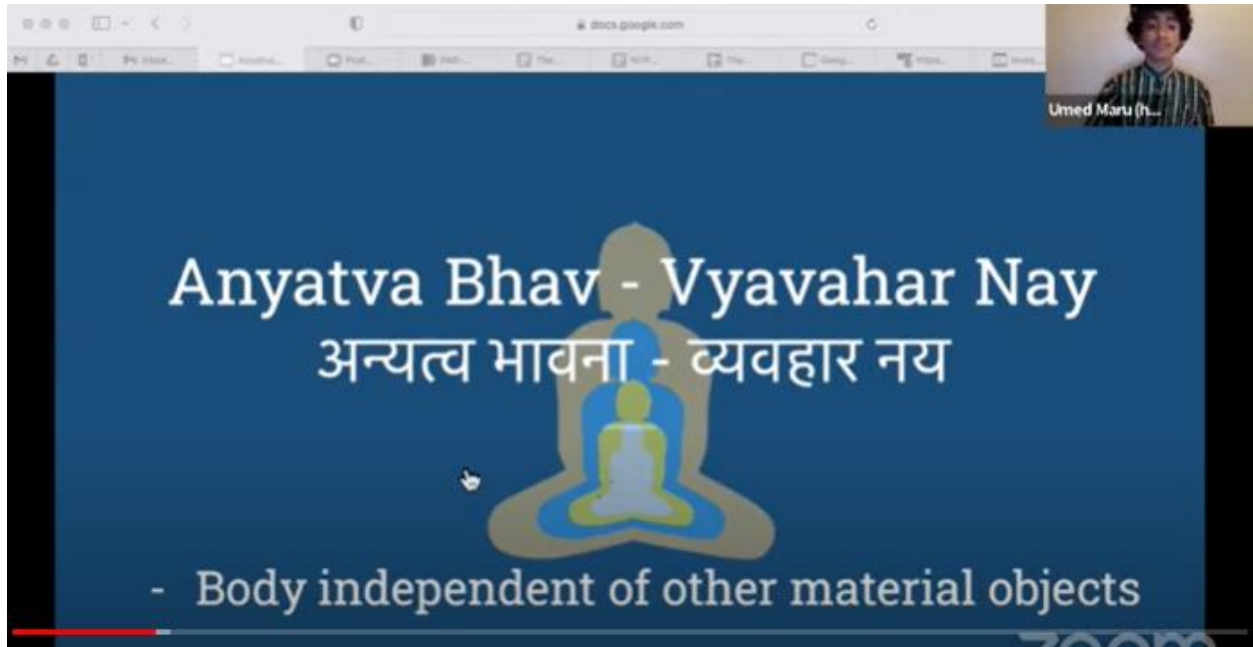 docs.google.com
Umed Maru (h...
Anyatva Bhav - Vyavahar Nay
अन्यत्व भावना - व्यवहार नय
- Body independent of other material objects
zoom